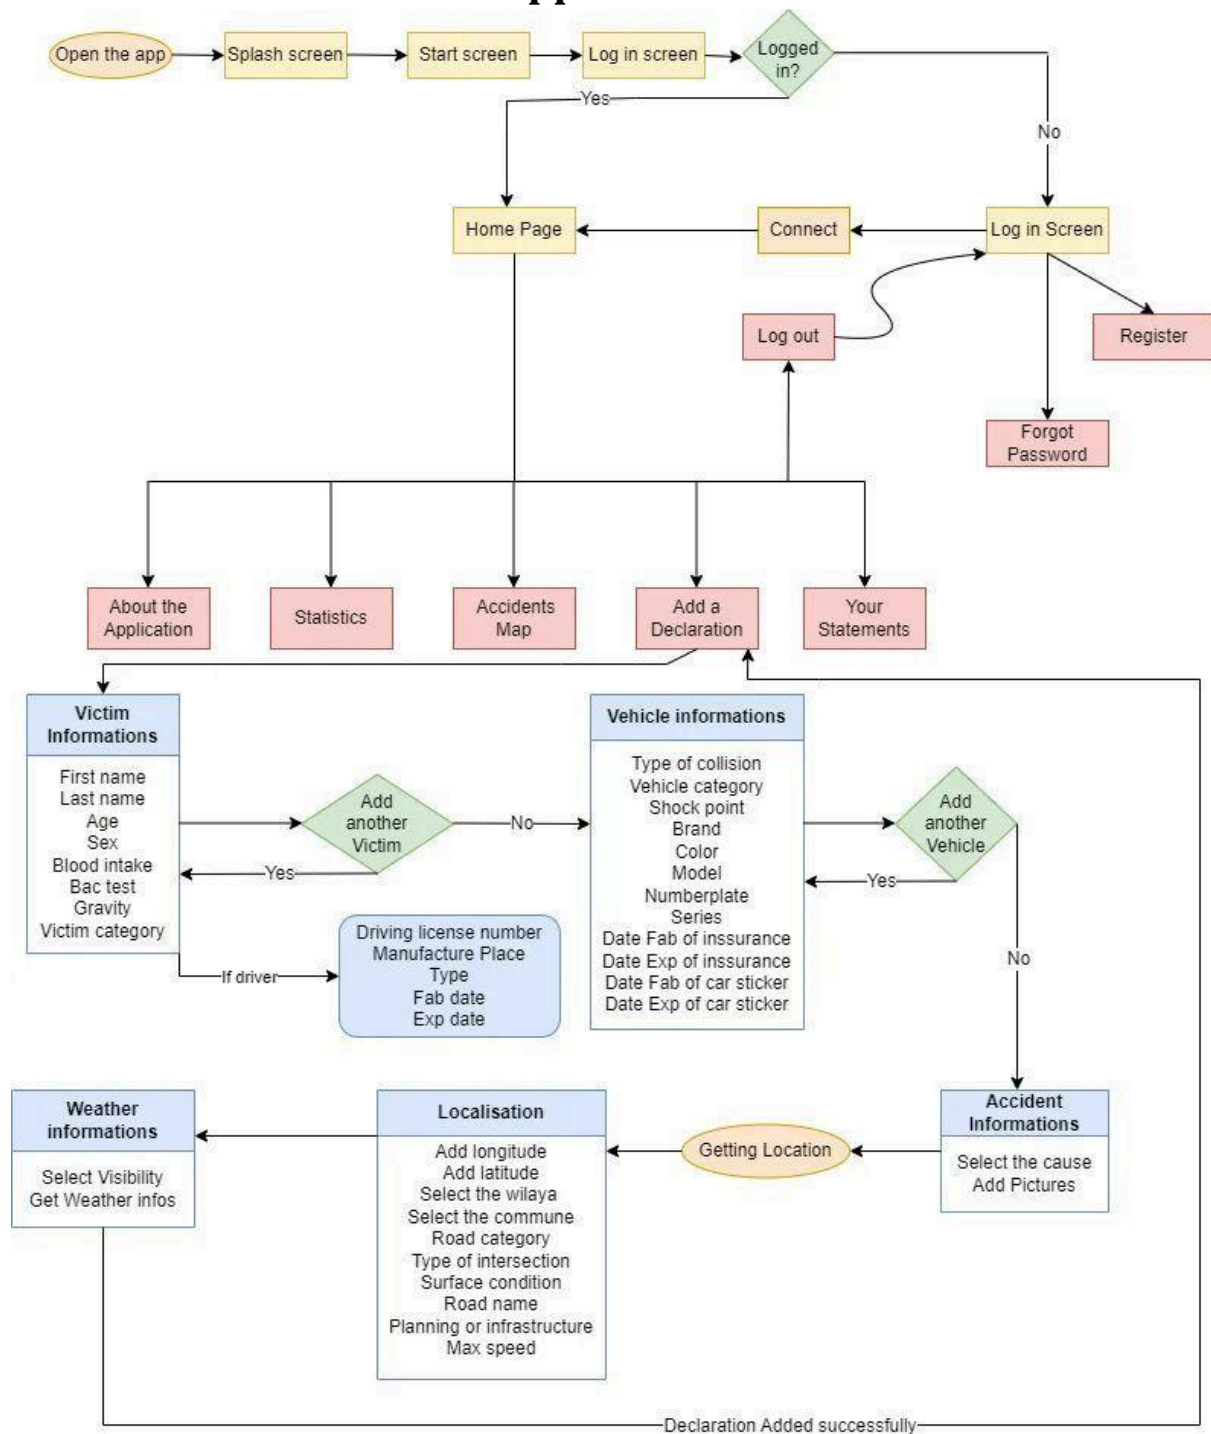 Open the app
Splash screen
Start screen
Log in screen
Logged
in?
Yes
No
Home Page
Connect
Log in Screen
Log out
Register
Forgot
Password
About the
Application
Statistics
Accidents
Map
Add a
Declaration
Your
Statements
Victim
Informations
First name
Last name
Age
Sex
Blood intake
Bac test
Gravity
Victim category
Add
another
Victim
No
Yes
If driver
Driving license number
Manufacture Place
Type
Fab date
Exp date
Vehicle informations
Type of collision
Vehicle category
Shock point
Brand
Color
Model
Numberplate
Series
Date Fab of inssurance
Date Exp of inssurance
Date Fab of car sticker
Date Exp of car sticker
Add
another
Vehicle
Yes
No
Accident
Informations
Select the cause
Add Pictures
Getting Location
Localisation
Add longitude
Add latitude
Select the wilaya
Select the commune
Road category
Type of intersection
Surface condition
Road name
Planning or infrastructure
Max speed
Weather
informations
Select Visibility
Get Weather infos
Declaration Added successfully